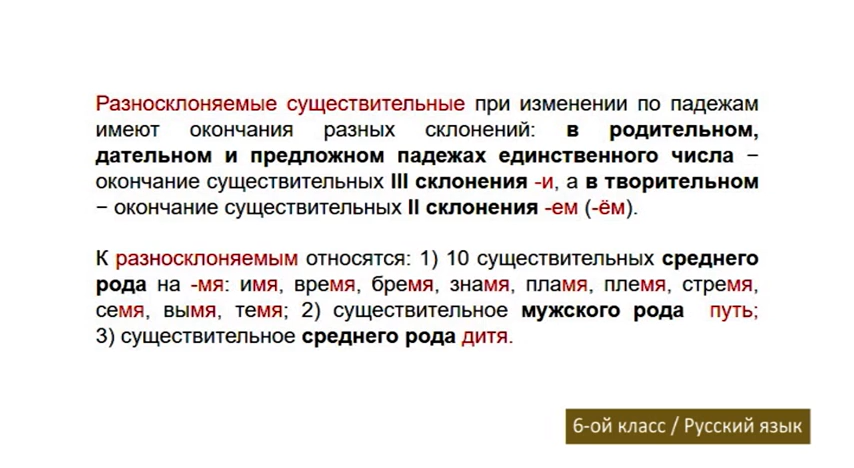 Разносклоняемые существительные при изменении по падежам
имеют окончания разных склонений: в родительном,
дательном и предложном падежах единственного числа −
окончание существительных III склонения -и, а в творительном
− окончание существительных II склонения -ем (-ём).
К разносклоняемым относятся: 1) 10 существительных среднего
рода на -мя: имя, время, бремя, знамя, пламя, племя, стремя,
семя, вымя, темя; 2) существительное мужского рода путь;
3) существительное среднего рода дитя.
6-ой класс / Русский язык